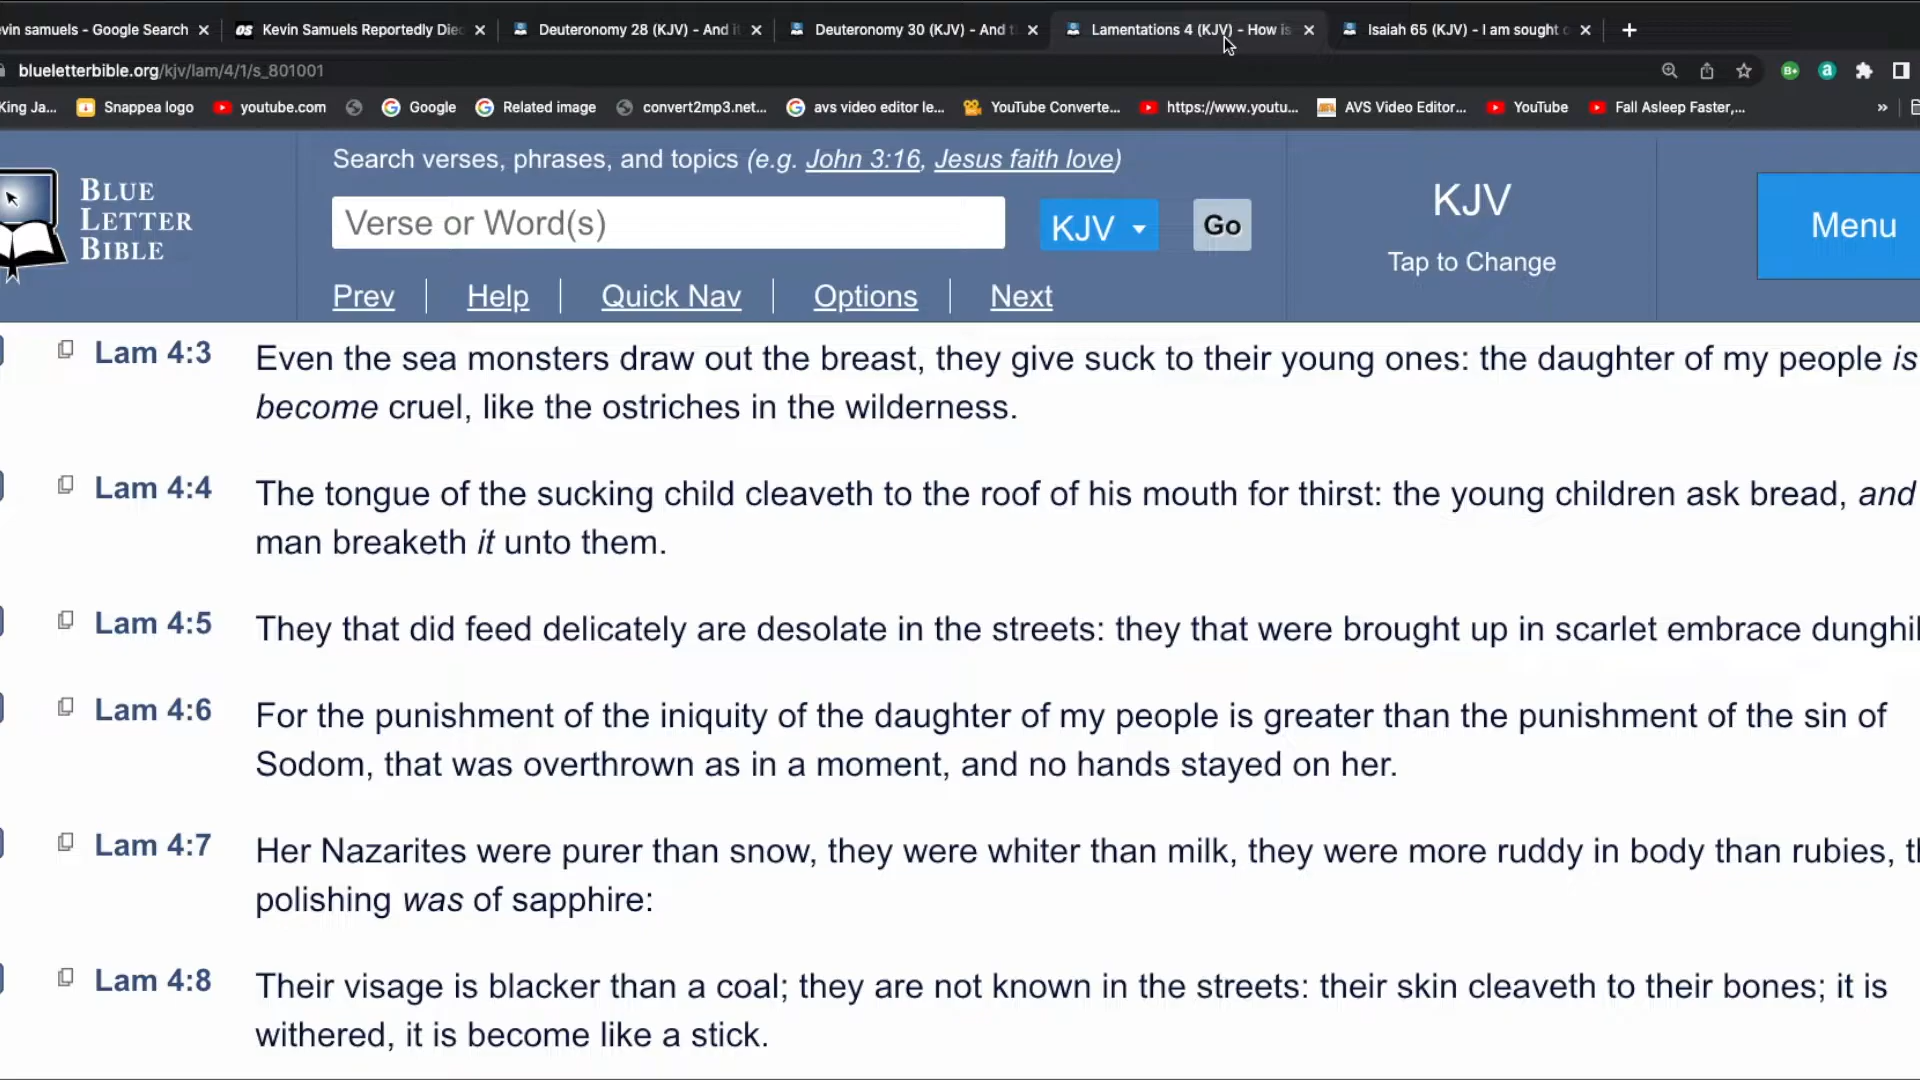 vin samuels - Google Search
Kevin Samuels Reportedly Die
Deuteronomy 28 (KJV) - And i
Deuteronomy 30 (KJV) - And t
Lamentations 4 (KJV) - How is
Isaiah 65 (KJV) - I am sought o
blueletterbible.org/kjv/lam/4/1/s_801001
King Ja...
Snappea logo
youtube.com
Google
Related image
convert2mp3.net...
avs video editor le...
YouTube Converte...
https://www.youtu...
AVS Video Editor...
YouTube
Fall Asleep Faster,...
»
BLUE
LETTER
BIBLE
Search verses, phrases, and topics (e.g. John 3:16, Jesus faith love)
Verse or Word(s)
KJV
Go
KJV
Tap to Change
Menu
Prev | Help | Quick Nav | Options | Next
Lam 4:3 Even the sea monsters draw out the breast, they give suck to their young ones: the daughter of my people is
become cruel, like the ostriches in the wilderness.
Lam 4:4 The tongue of the sucking child cleaveth to the roof of his mouth for thirst: the young children ask bread, and
man breaketh it unto them.
Lam 4:5 They that did feed delicately are desolate in the streets: they that were brought up in scarlet embrace dunghil
Lam 4:6 For the punishment of the iniquity of the daughter of my people is greater than the punishment of the sin of
Sodom, that was overthrown as in a moment, and no hands stayed on her.
Lam 4:7 Her Nazarites were purer than snow, they were whiter than milk, they were more ruddy in body than rubies, th
polishing was of sapphire:
Lam 4:8 Their visage is blacker than a coal; they are not known in the streets: their skin cleaveth to their bones; it is
withered, it is become like a stick.